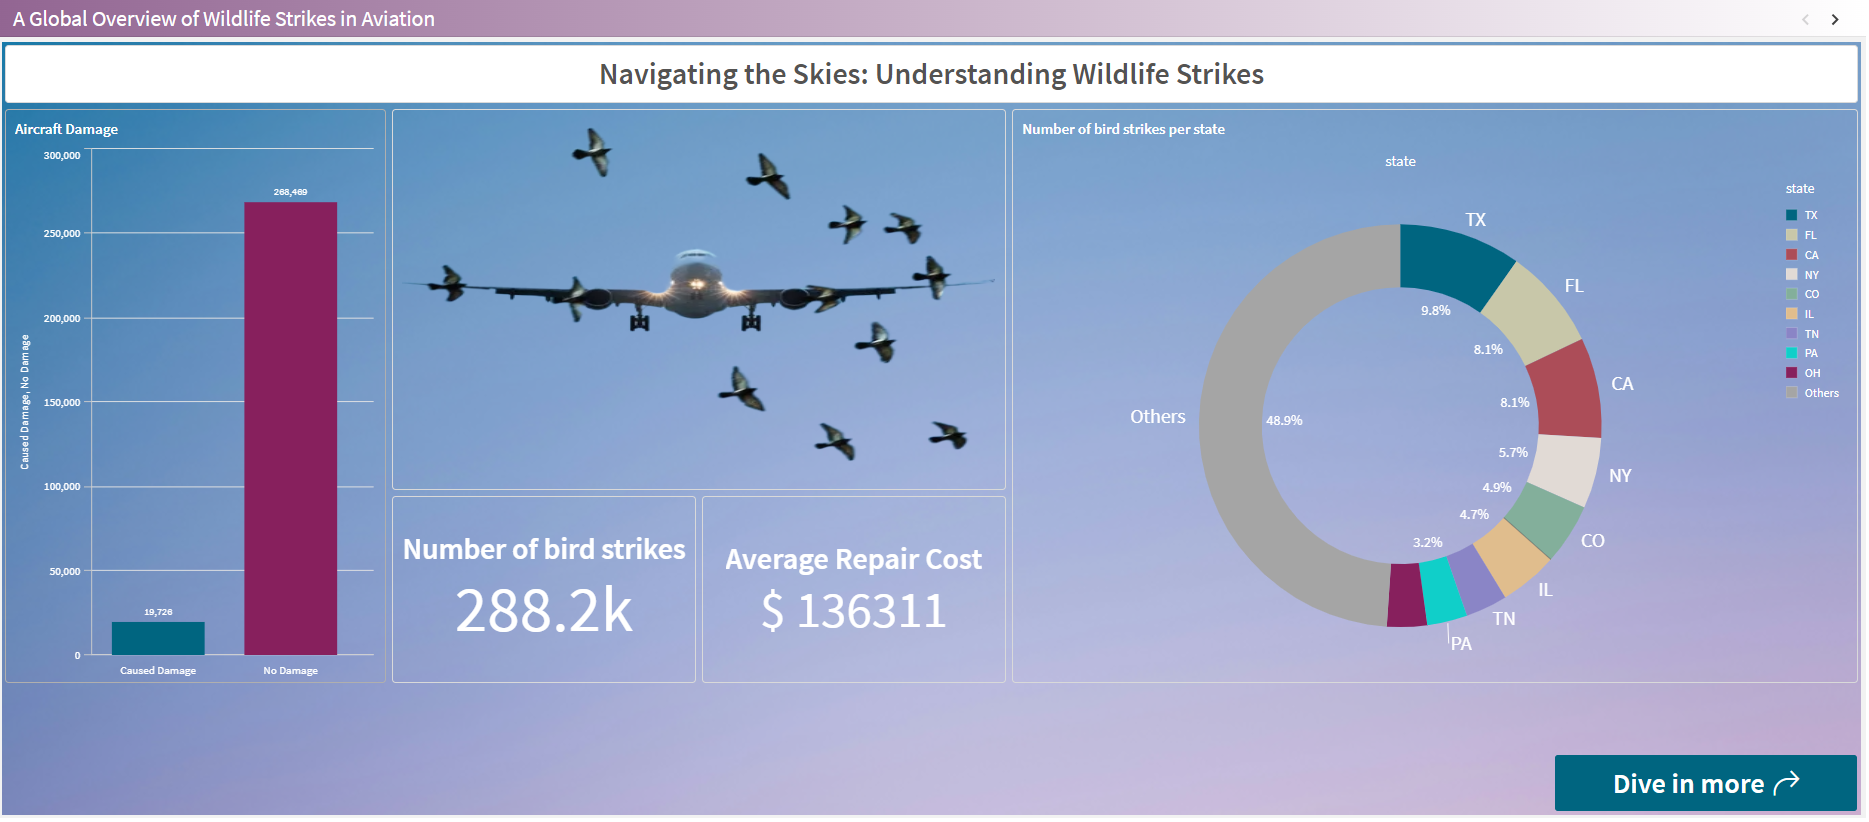 A Global Overview of Wildlife Strikes in Aviation
Navigating the Skies: Understanding Wildlife Strikes
Aircraft Damage
300,000
250,000
200,000
150,000
100,000
50,000
0
Caused Damage, No Damage
268,469
19,726
Caused Damage
No Damage
Number of bird strikes
288.2k
Average Repair Cost
$ 136311
Number of bird strikes per state
state
TX
FL
CA
NY
CO
IL
TN
PA
Others
9.8%
8.1%
8.1%
5.7%
4.9%
4.7%
3.2%
48.9%
state
TX
FL
CA
NY
CO
IL
TN
PA
OH
Others
Dive in more